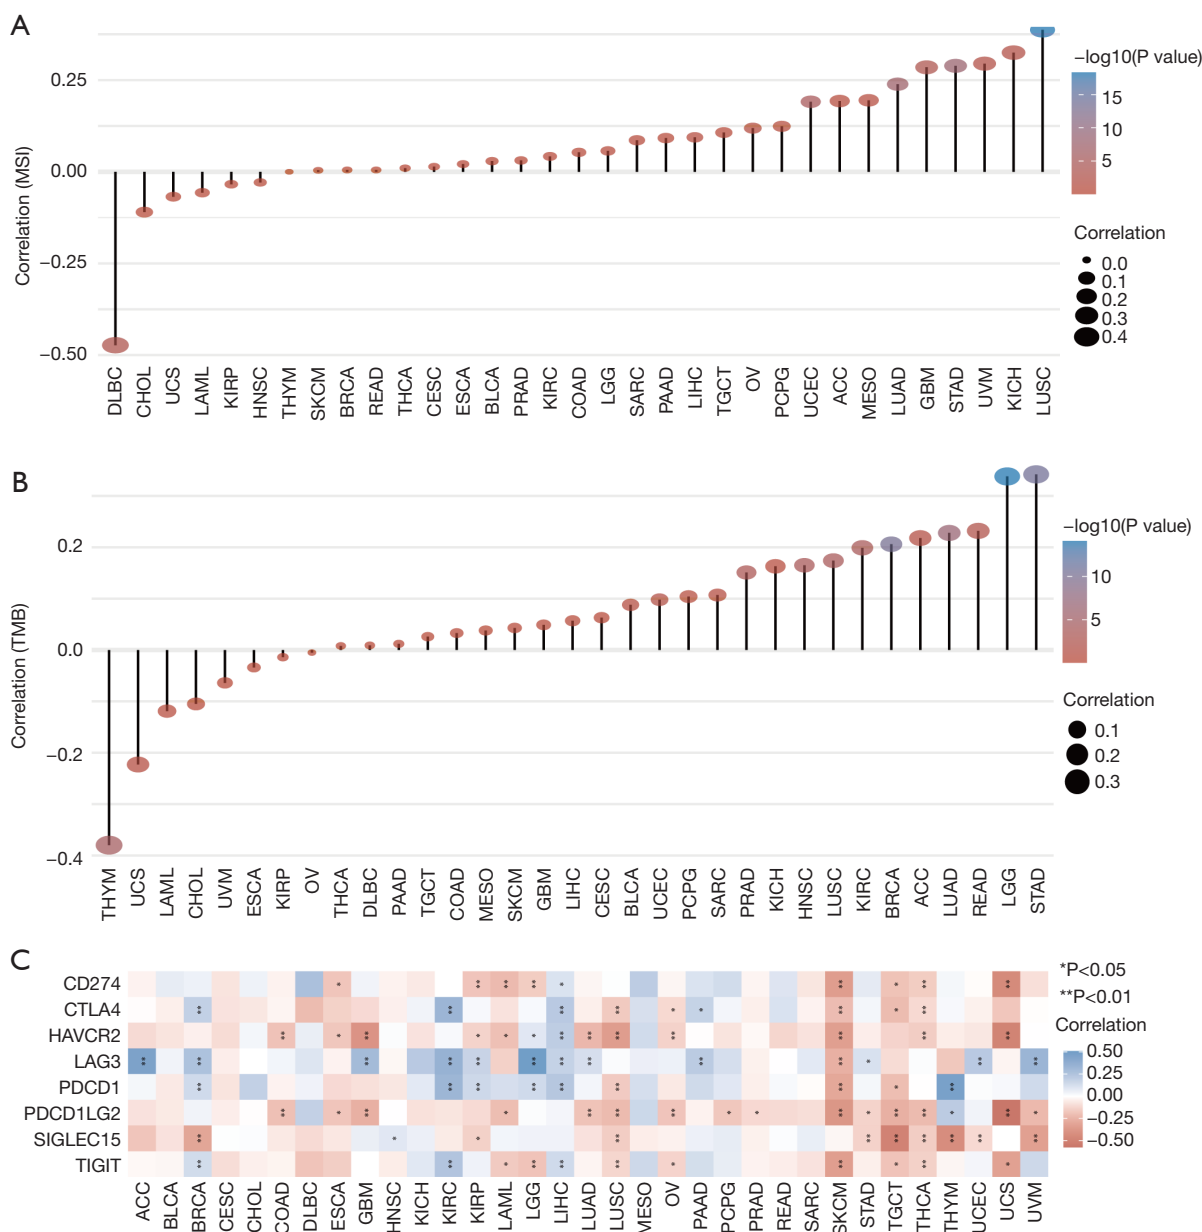 A
Correlation (MSI)
0.25
0.00
−0.25
−0.50
DLBC CHOL UCS LAML KIRP HNSC THYM SKCM BRCA READ THCA CESC ESCA BLCA PRAD KIRC COAD LGG SARC PAAD LIHC TGCT OV PCPG UCEC ACC MESO LUAD GBM STAD UVM KICH LUSC
−log10(P value)
15
10
5
Correlation
0.0
0.1
0.2
0.3
0.4
B
Correlation (TMB)
0.2
0.0
−0.2
−0.4
THYM UCS LAML CHOL UVM ESCA KIRP OV THCA DLBC PAAD TGCT COAD MESO SKCM GBM LIHC CESC BLCA UCEC PCPG SARC PRAD KICH HNSC LUSC KIRC BRCA ACC LUAD READ LGG STAD
−log10(P value)
10
5
Correlation
0.1
0.2
0.3
C
CD274
CTLA4
HAVCR2
LAG3
PDCD1
PDCD1LG2
SIGLEC15
TIGIT
ACC BLCA BRCA CESC CHOL COAD DLBC ESCA GBM HNSC KICH KIRC KIRP LAML LGG LIHC LUAD LUSC MESO OV PAAD PCPG PRAD READ SARC SKCM STAD TGCT THCA THYM UCEC UCS UVM
*P<0.05
**P<0.01
Correlation
0.50
0.25
0.00
−0.25
−0.50